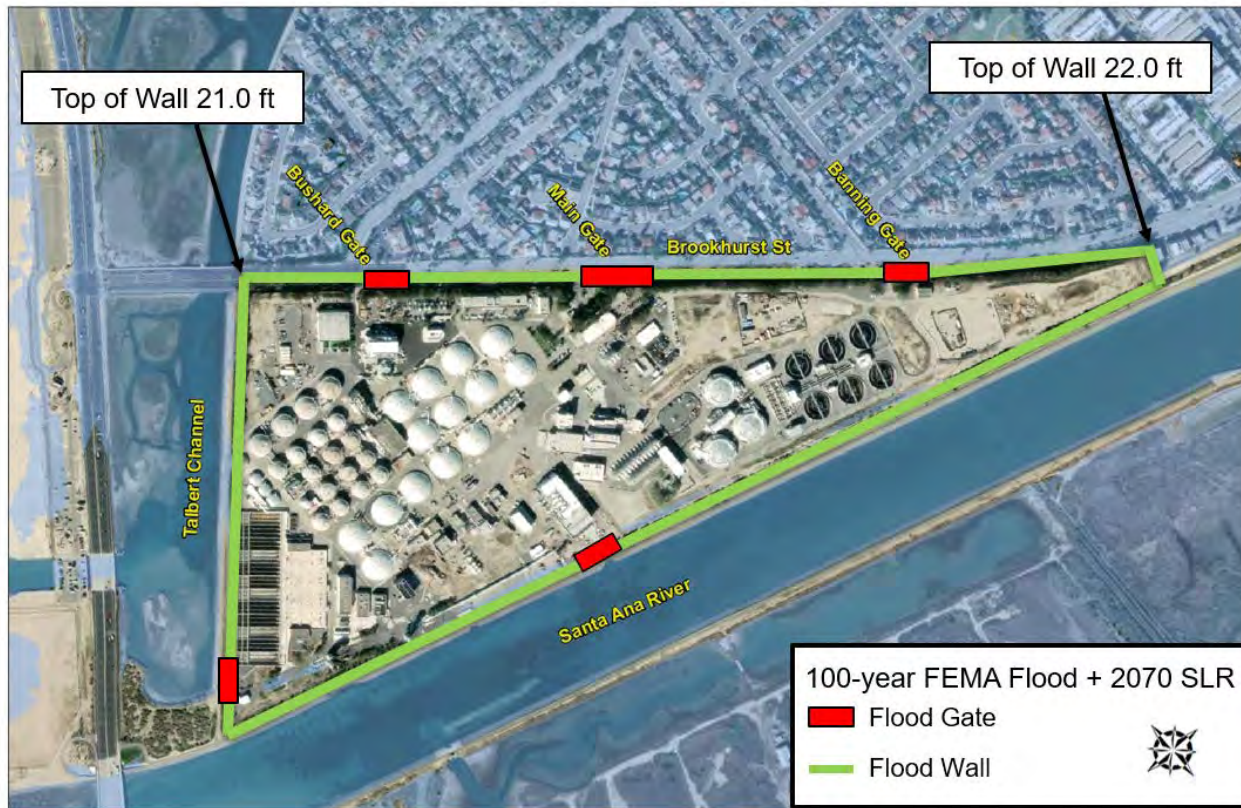 Top of Wall 21.0 ft
Top of Wall 22.0 ft
Bushard Gate
Main Gate
Brookhurst St
Banning Gate
Talbert Channel
Santa Ana River
100-year FEMA Flood + 2070 SLR
Flood Gate
Flood Wall